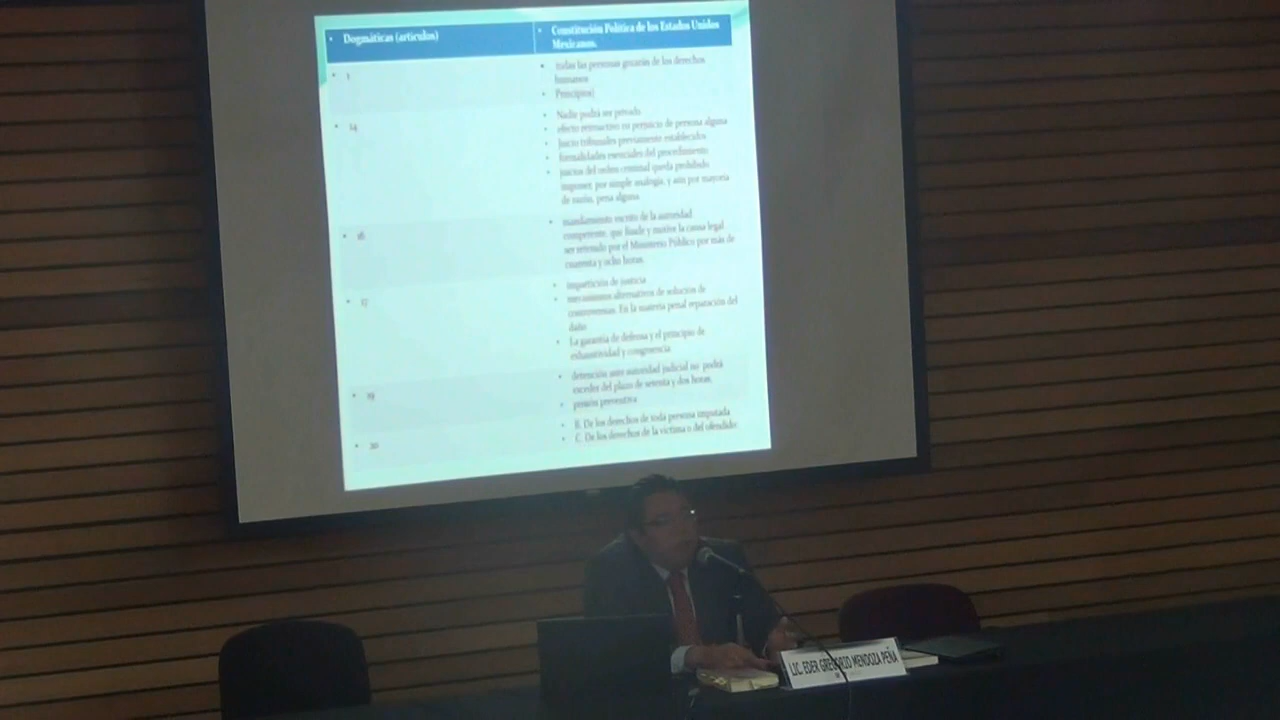 Dogmáticas (artículos)
Constitución Política de los Estados Unidos
Mexicanos.
1
todas las personas gozarán de los derechos
humanos
Principios
14
Nadie podrá ser privado
efecto retroactivo en perjuicio de persona alguna
Juicio tribunales previamente establecidos
formalidades esenciales del procedimiento
juicios del orden criminal queda prohibido
imponer, por simple analogía, y aún por mayoría
de razón, pena alguna
16
mandamiento escrito de la autoridad
competente, que funde y motive la causa legal
ser retenido por el Ministerio Público por más de
cuarenta y ocho horas,
17
impartición de justicia
mecanismos alternativos de solución de
controversias. En la materia penal reparación del
daño
La garantía de defensa y el principio de
exhaustividad y congruencia
19
detención ante autoridad judicial no podrá
exceder del plazo de setenta y dos horas,
prisión preventiva
20
B. De los derechos de toda persona imputada
C. De los derechos de la víctima o del ofendido:
LIC. EDER GREGORIO MENDOZA PEÑA